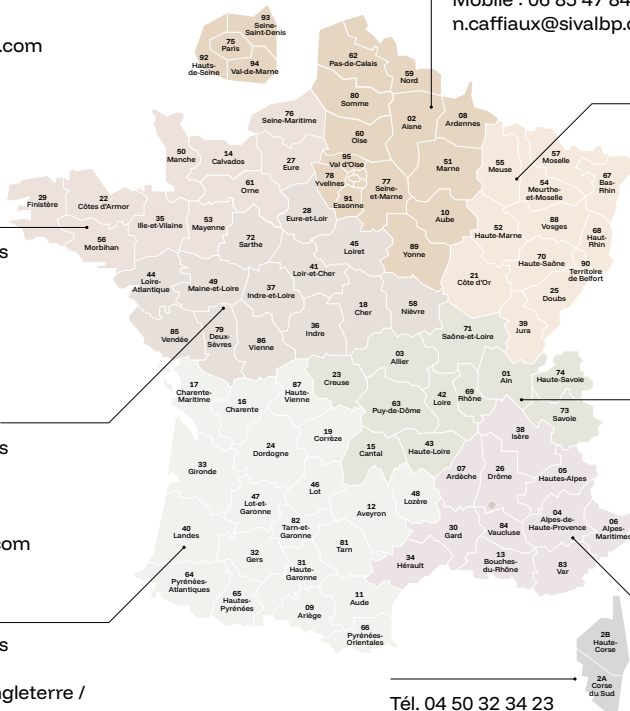 Mobile : 06 85 47 84
n.caffiaux@sivalbp.c
.com
93
Seine-
Saint-Denis
75
Paris
92
Hauts-
de-Seine
94
Val-de-Marne
62
Pas-de-Calais
59
Nord
80
Somme
02
Aisne
08
Ardennes
76
Seine-Maritime
60
Oise
50
Manche
14
Calvados
27
Eure
95
Val d'Oise
78
Yvelines
77
Seine-
et-Marne
91
Essonne
51
Marne
55
Meuse
57
Moselle
54
Meurthe-
et-Moselle
67
Bas-
Rhin
61
Orne
29
Finistère
22
Côtes d'Armor
35
Ille-et-Vilaine
53
Mayenne
28
Eure-et-Loir
10
Aube
52
Haute-Marne
88
Vosges
68
Haut-
Rhin
56
Morbihan
s
72
Sarthe
45
Loiret
89
Yonne
70
Haute-Saône
90
Territoire
de Belfort
44
Loire-
Atlantique
49
Maine-et-Loire
37
Indre-et-Loire
41
Loir-et-Cher
21
Côte d'Or
25
Doubs
18
Cher
58
Nièvre
85
Vendée
79
Deux-
Sèvres
86
Vienne
36
Indre
71
Saône-et-Loire
39
Jura
03
Allier
01
Ain
74
Haute-Savoie
17
Charente-
Maritime
16
Charente
87
Haute-
Vienne
23
Creuse
63
Puy-de-Dôme
42
Loire
69
Rhône
73
Savoie
s
19
Corrèze
24
Dordogne
15
Cantal
43
Haute-Loire
38
Isère
33
Gironde
46
Lot
07
Ardèche
26
Drôme
05
Hautes-Alpes
47
Lot-et-
Garonne
12
Aveyron
48
Lozère
40
Landes
82
Tarn-et-
Garonne
81
Tarn
30
Gard
84
Vaucluse
04
Alpes-de-
Haute-Provence
06
Alpes-
Maritimes
com
32
Gers
31
Haute-
Garonne
34
Hérault
13
Bouches-
du-Rhône
83
Var
64
Pyrénées-
Atlantiques
65
Hautes-
Pyrénées
09
Ariège
11
Aude
66
Pyrénées-
Orientales
s
2B
Haute-
Corse
2A
Corse
du Sud
ngleterre /
Tél. 04 50 32 34 23